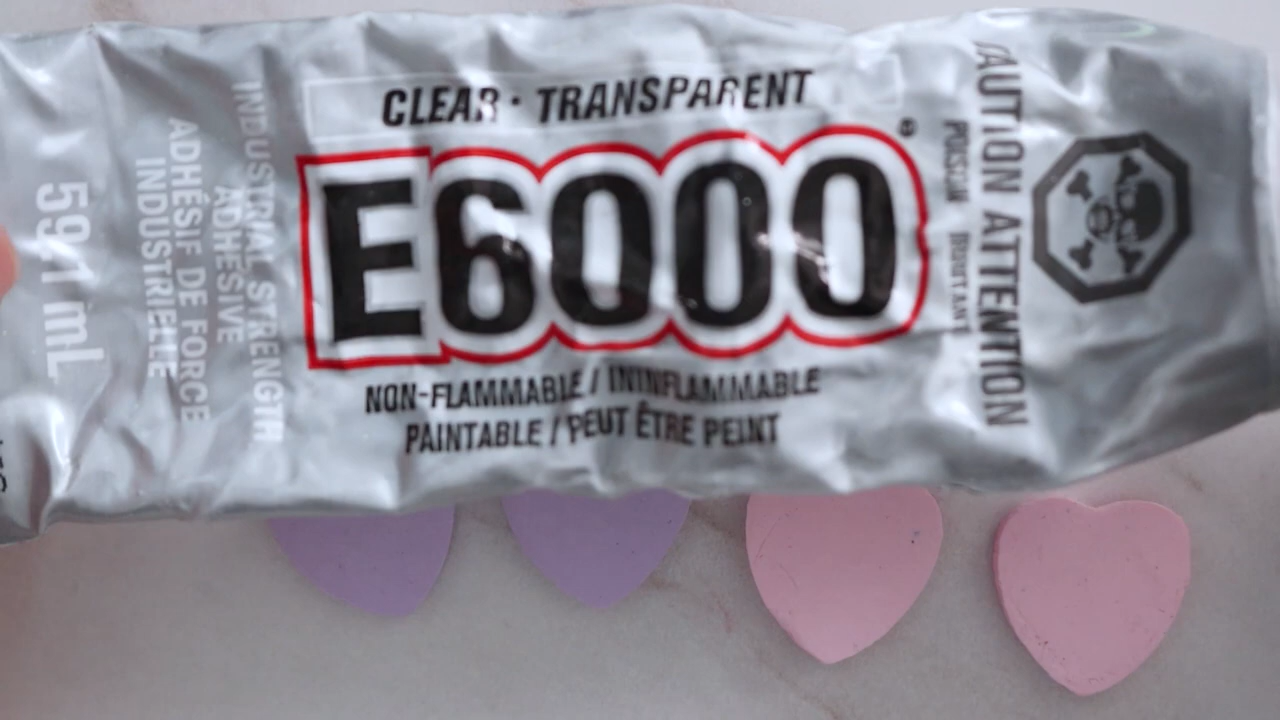 CLEAR · TRANSPARENT
E6000®
NON-FLAMMABLE / ININFLAMMABLE
PAINTABLE / PEUT ÊTRE PEINT
INDUSTRIAL STRENGTH
ADHESIVE
ADHÉSIF DE FORCE
INDUSTRIELLE
59.1 mL
CAUTION ATTENTION
POISON IRRITANT